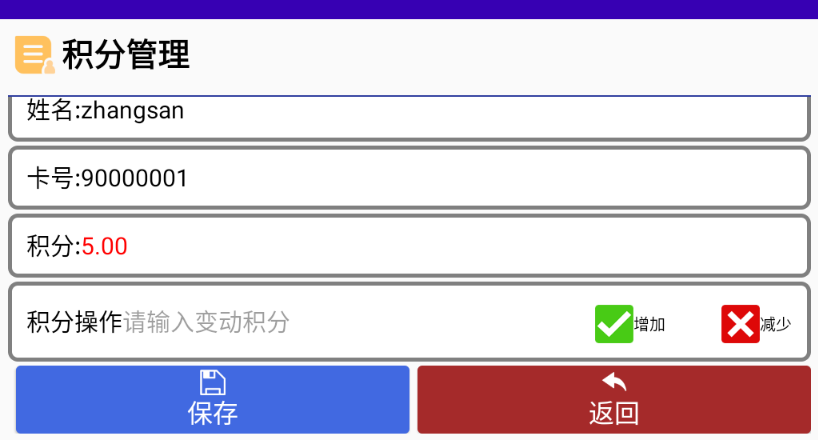 积分管理
姓名:zhangsan
卡号:90000001
积分:5.00
积分操作请输入变动积分 增加 减少
保存 返回